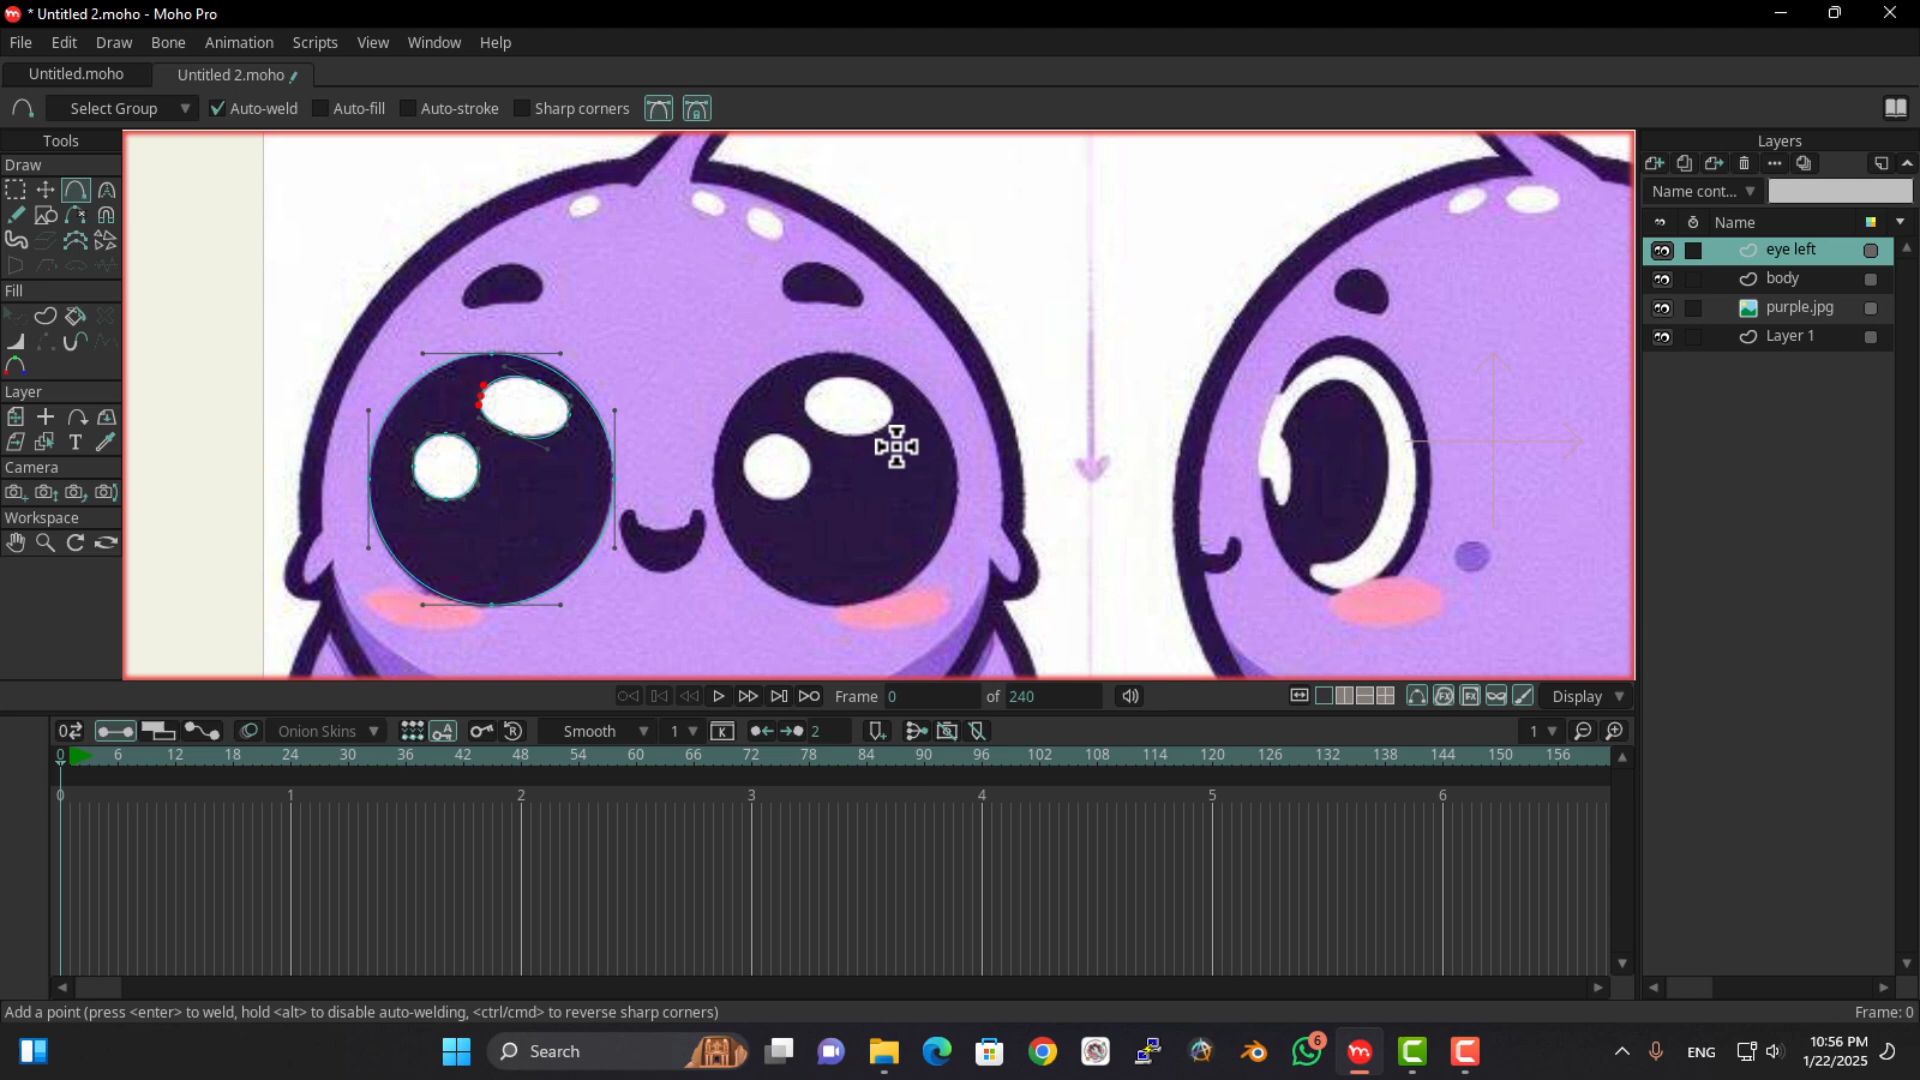 * Untitled 2.moho - Moho Pro
File Edit Draw Bone Animation Scripts View Window Help
Untitled.moho Untitled 2.moho
Select Group Auto-weld Auto-fill Auto-stroke Sharp corners
Tools
Draw
Fill
Layer
T
Camera
Workspace
Layers
Name cont...
Name
eye left
body
purple.jpg
Layer 1
Frame 0 of 240 Display
Onion Skins Smooth 1 2 1
0 6 12 18 24 30 36 42 48 54 60 66 72 78 84 90 96 102 108 114 120 126 132 138 144 150 156
0 1 2 3 4 5 6
Add a point (press <enter> to weld, hold <alt> to disable auto-welding, <ctrl/cmd> to reverse sharp corners) Frame: 0
Search 6 ENG 10:56 PM
1/22/2025